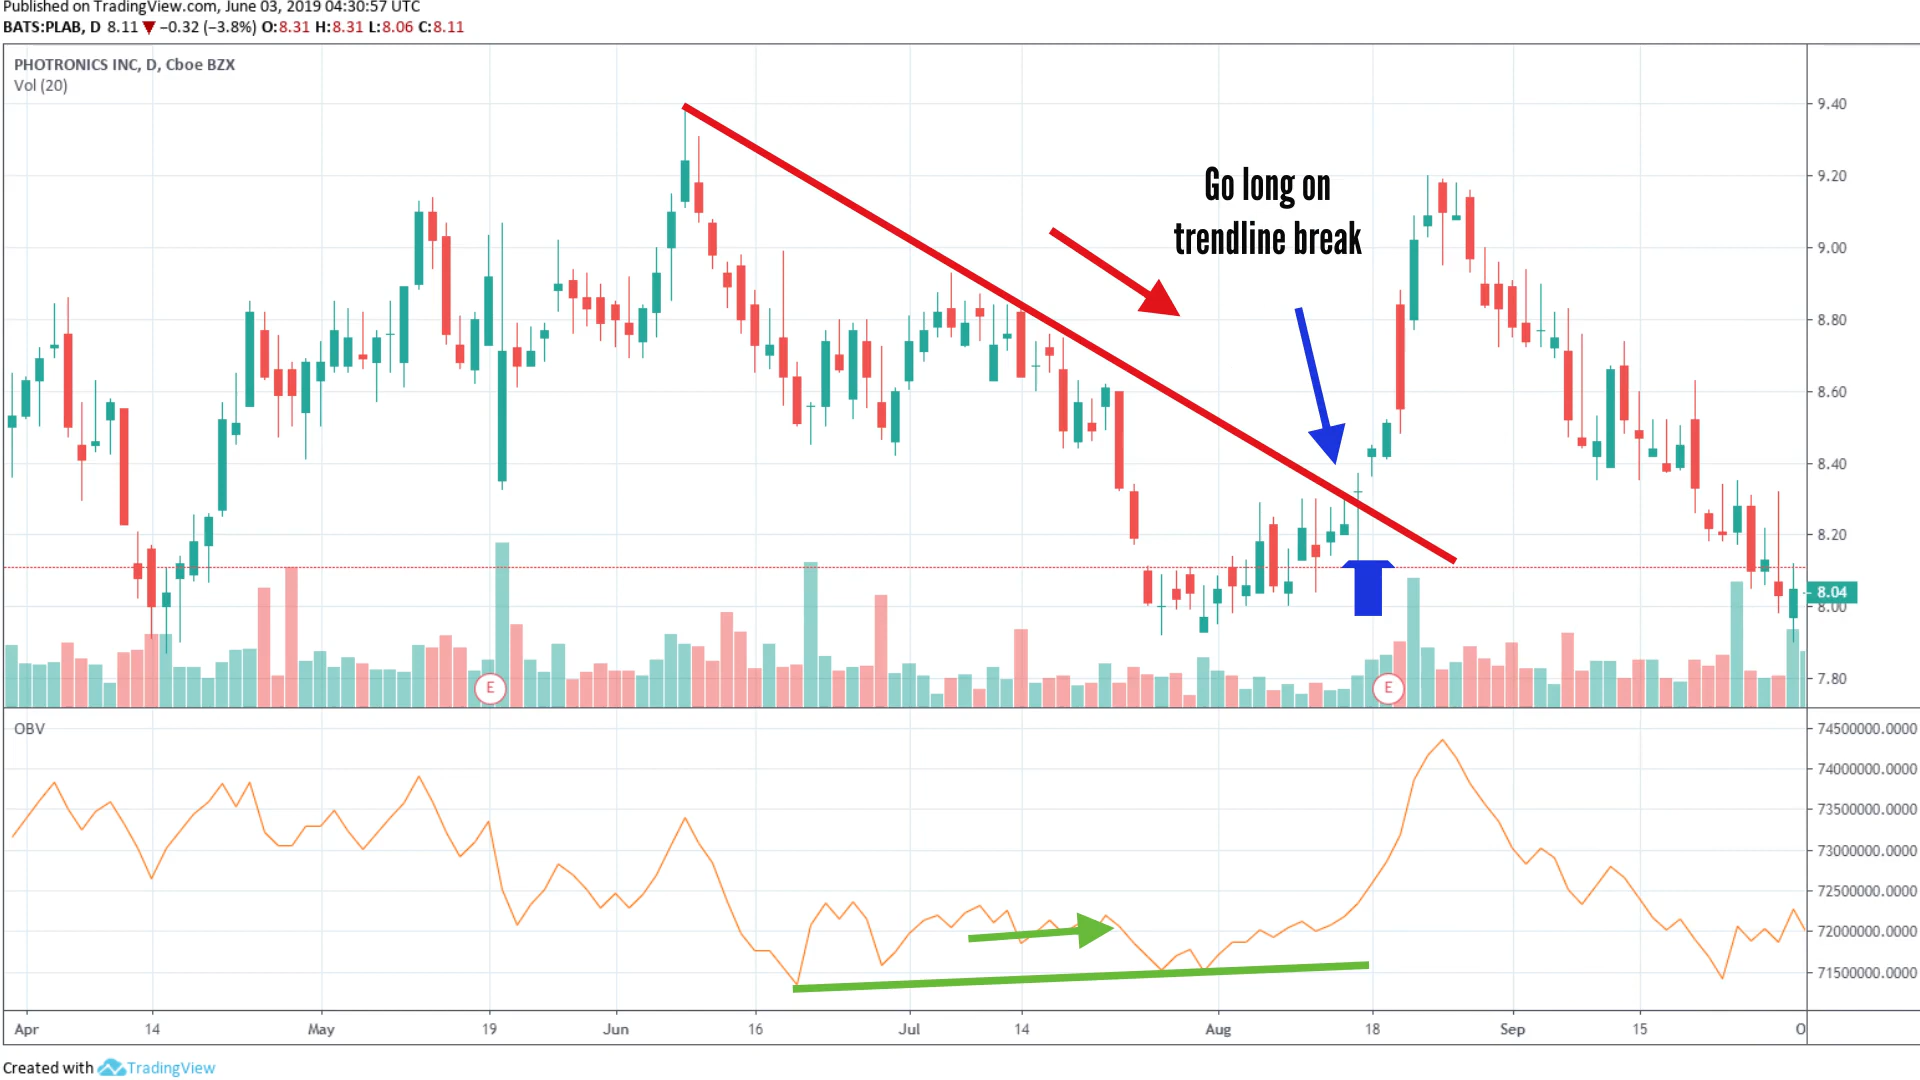 Published on TradingView.com, June 03, 2019 04:30:57 UTC
BATS:PLAB, D 8.11 ▼ −0.32 (−3.8%) O:8.31 H:8.31 L:8.06 C:8.11
PHOTRONICS INC, D, Cboe BZX
Vol (20)
9.40
Go long on
trendline break
9.20
9.00
8.80
8.60
8.40
8.20
8.04
8.00
7.80
E
E
OBV
74500000.0000
74000000.0000
73500000.0000
73000000.0000
72500000.0000
72000000.0000
71500000.0000
Apr 14 May 19 Jun 16 Jul 14 Aug 18 Sep 15 O
Created with TradingView